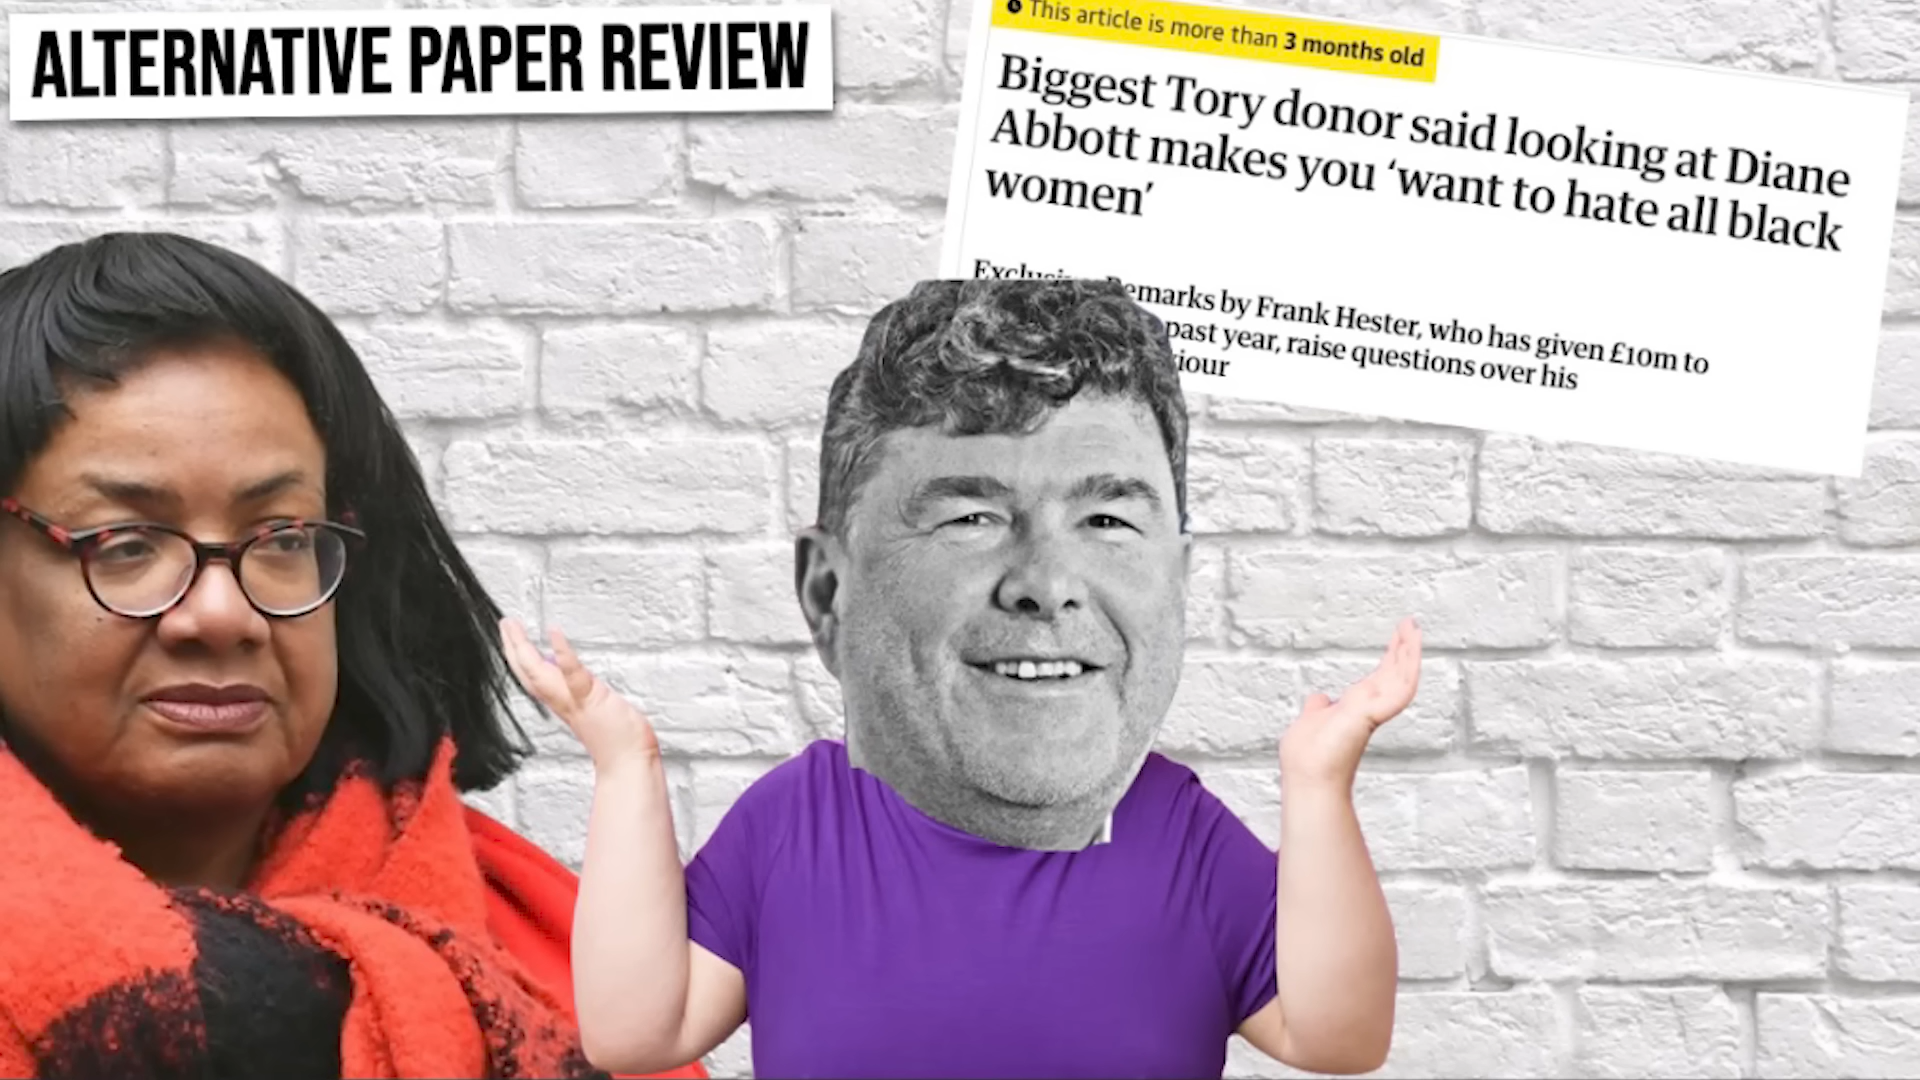 ALTERNATIVE PAPER REVIEW
This article is more than 3 months old
Biggest Tory donor said looking at Diane
Abbott makes you ‘want to hate all black
women’
Remarks by Frank Hester, who has given £10m to
past year, raise questions over his